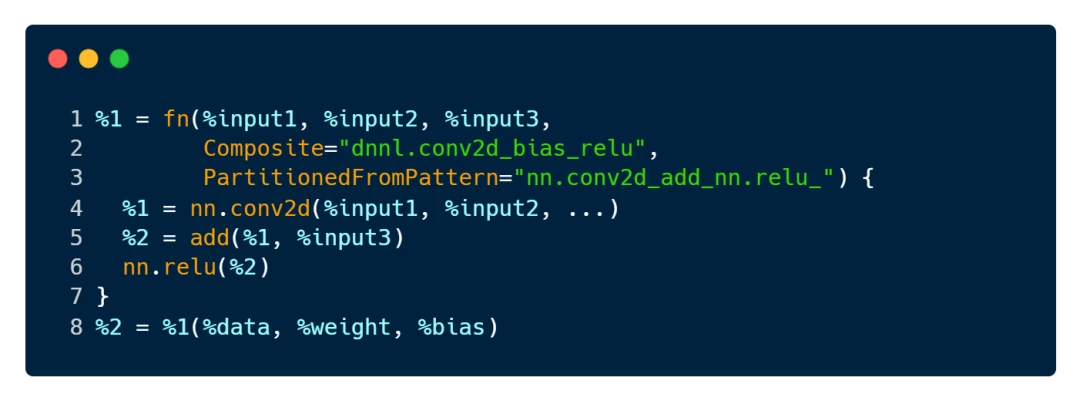 1 %1 = fn(%input1, %input2, %input3,
2         Composite="dnnl.conv2d_bias_relu",
3         PartitionedFromPattern="nn.conv2d_add_nn.relu_") {
4   %1 = nn.conv2d(%input1, %input2, ...)
5   %2 = add(%1, %input3)
6   nn.relu(%2)
7 }
8 %2 = %1(%data, %weight, %bias)